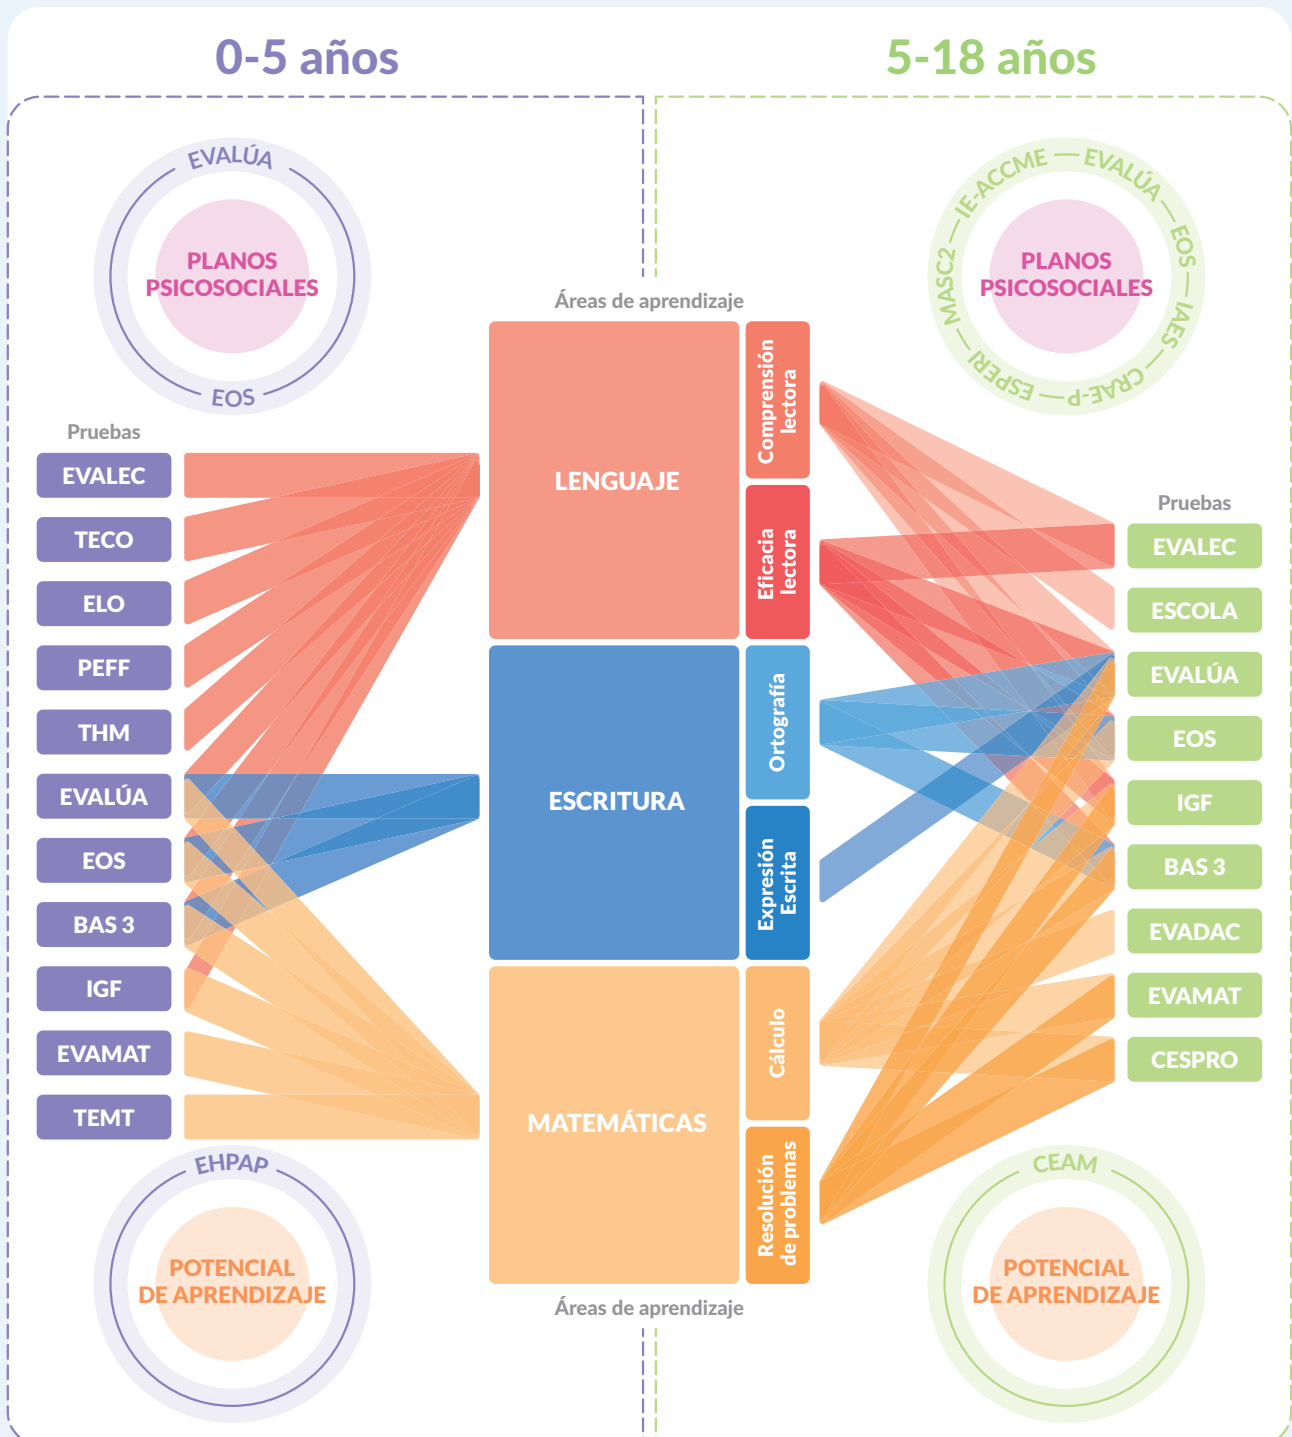 0-5 años
5-18 años
EVALÚA
PLANOS
PSICOSOCIALES
EOS
IE-ACCME — EVALÚA
EOS — IAES
CRAE-P — ESPERI
MASC2
PLANOS
PSICOSOCIALES
Áreas de aprendizaje
Pruebas
EVALEC
TECO
ELO
PEFF
THM
EVALÚA
EOS
BAS 3
IGF
EVAMAT
TEMT
LENGUAJE
Comprensión
lectora
Eficacia
lectora
ESCRITURA
Ortografía
Expresión
Escrita
MATEMÁTICAS
Cálculo
Resolución
de problemas
Pruebas
EVALEC
ESCOLA
EVALÚA
EOS
IGF
BAS 3
EVADAC
EVAMAT
CESPRO
EHPAP
POTENCIAL
DE APRENDIZAJE
Áreas de aprendizaje
CEAM
POTENCIAL
DE APRENDIZAJE